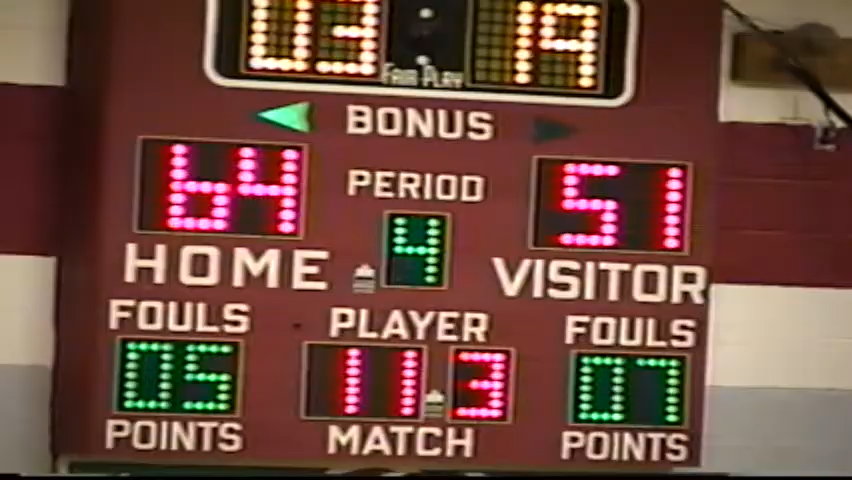 03 19
FAIR PLAY
BONUS
64 PERIOD 51
4
HOME VISITOR
FOULS PLAYER FOULS
05 11 3 07
POINTS MATCH POINTS